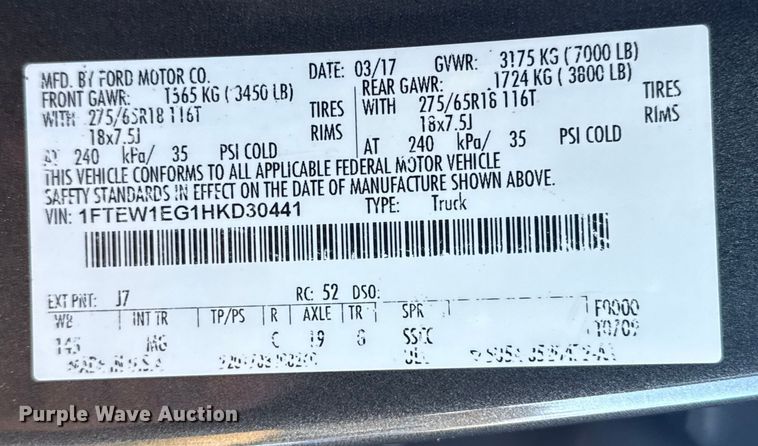 MFD. BY FORD MOTOR CO. DATE: 03/17 GVWR: 3175 KG ( 7000 LB)
FRONT GAWR: 1565 KG ( 3450 LB) REAR GAWR: 1724 KG ( 3800 LB)
WITH 275/65R18 116T TIRES WITH 275/65R18 116T TIRES
18x7.5J RIMS 18x7.5J RIMS
AT 240 kPa/ 35 PSI COLD AT 240 kPa/ 35 PSI COLD
THIS VEHICLE CONFORMS TO ALL APPLICABLE FEDERAL MOTOR VEHICLE
SAFETY STANDARDS IN EFFECT ON THE DATE OF MANUFACTURE SHOWN ABOVE.
VIN: 1FTEW1EG1HKD30441 TYPE: Truck
EXT PNT: J7 RC: 52 DSO:
WB INT TR TP/PS R AXLE TR SPR F0000
145 MG C 19 6
MADE IN U.S.A.
Purple Wave Auction